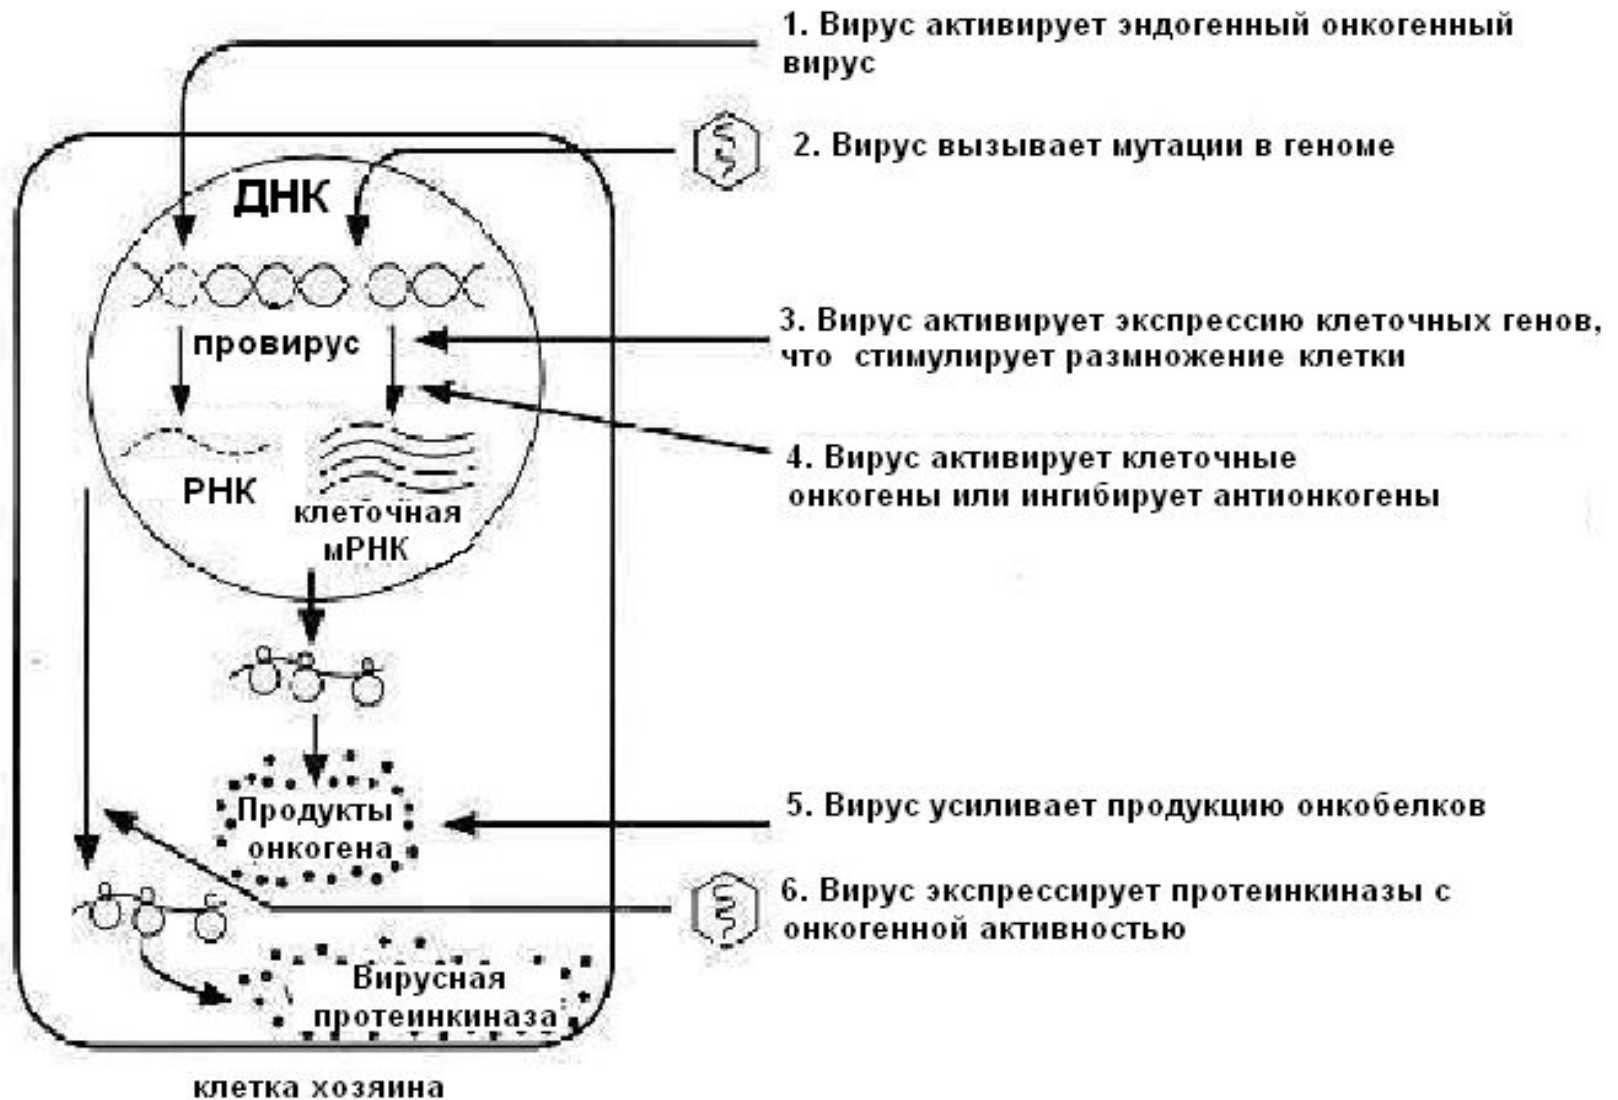 1. Вирус активирует эндогенный онкогенный
вирус
2. Вирус вызывает мутации в геноме
ДНК
провирус
3. Вирус активирует экспрессию клеточных генов,
что стимулирует размножение клетки
4. Вирус активирует клеточные
онкогены или ингибирует антионкогены
РНК
клеточная
мРНК
Продукты
онкогена
5. Вирус усиливает продукцию онкобелков
6. Вирус экспрессирует протеинкиназы с
онкогенной активностью
Вирусная
протеинкиназа
клетка хозяина